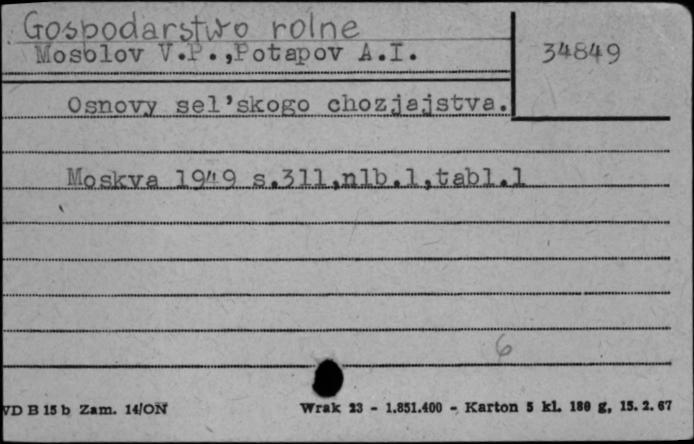 Gospodarstwo rolne
Mosolov V.P.,Potapov A.I.
34849
Osnovy sel'skogo chozjajstva.
Moskva 1949 s.311,nlb.1,tabl.1
6
VD B 15 b Zam. 14/ON
Wrak 23 - 1.851.400 - Karton 5 kl. 180 g, 15. 2. 67